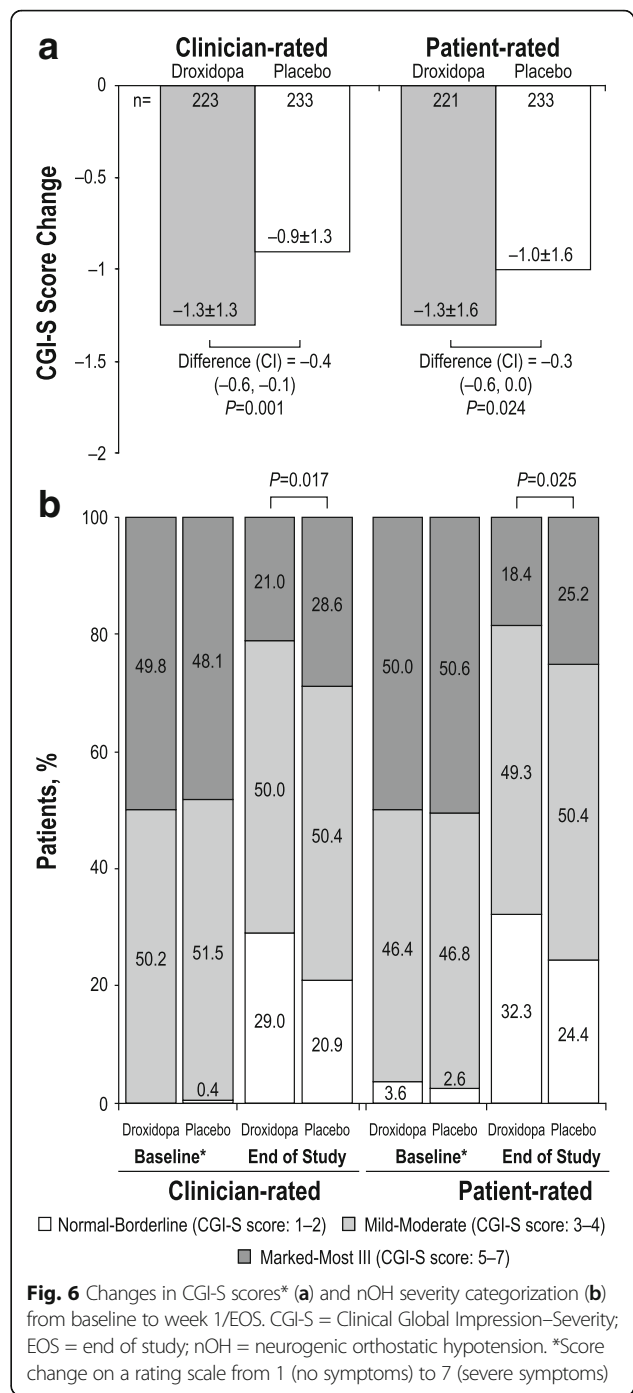 a
Clinician-rated Patient-rated
Droxidopa Placebo Droxidopa Placebo
0
n= 223 233 221 233
–0.5
–0.9±1.3
–1.0±1.6
–1
–1.3±1.3 –1.3±1.6
CGI-S Score Change
–1.5
Difference (CI) = –0.4 Difference (CI) = –0.3
(–0.6, –0.1) (–0.6, 0.0)
P=0.001 P=0.024
–2
b
P=0.017 P=0.025
100
21.0 18.4
28.6 25.2
80
49.8 48.1 50.0 50.6
60
50.0 49.3
50.4 50.4
Patients, %
40
50.2 51.5 46.4 46.8
20
29.0 20.9 32.3 24.4
0.4 3.6 2.6
0
Droxidopa Placebo Droxidopa Placebo Droxidopa Placebo Droxidopa Placebo
Baseline* End of Study Baseline* End of Study
Clinician-rated Patient-rated
Normal-Borderline (CGI-S score: 1–2) Mild-Moderate (CGI-S score: 3–4)
Marked-Most III (CGI-S score: 5–7)
Fig. 6 Changes in CGI-S scores* (a) and nOH severity categorization (b)
from baseline to week 1/EOS. CGI-S = Clinical Global Impression–Severity;
EOS = end of study; nOH = neurogenic orthostatic hypotension. *Score
change on a rating scale from 1 (no symptoms) to 7 (severe symptoms)